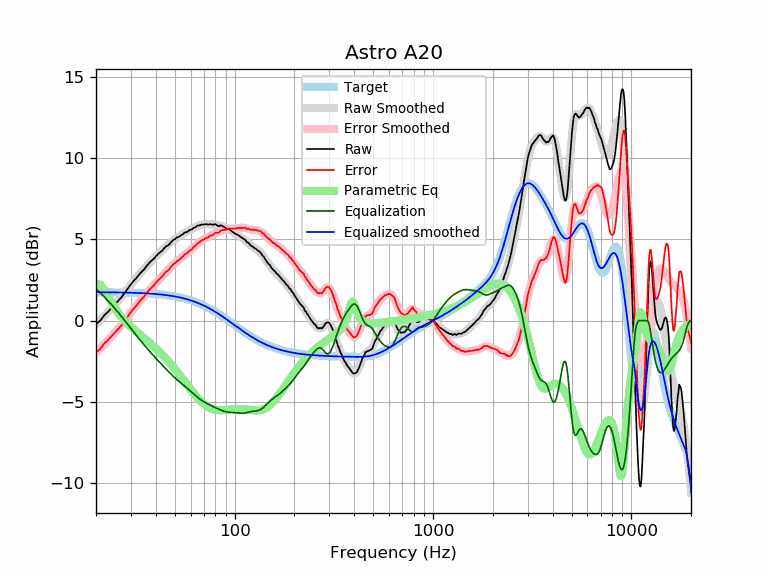 Astro A20
Amplitude (dBr)
15
10
5
0
−5
−10
Target
Raw Smoothed
Error Smoothed
Raw
Error
Parametric Eq
Equalization
Equalized smoothed
100
1000
10000
Frequency (Hz)